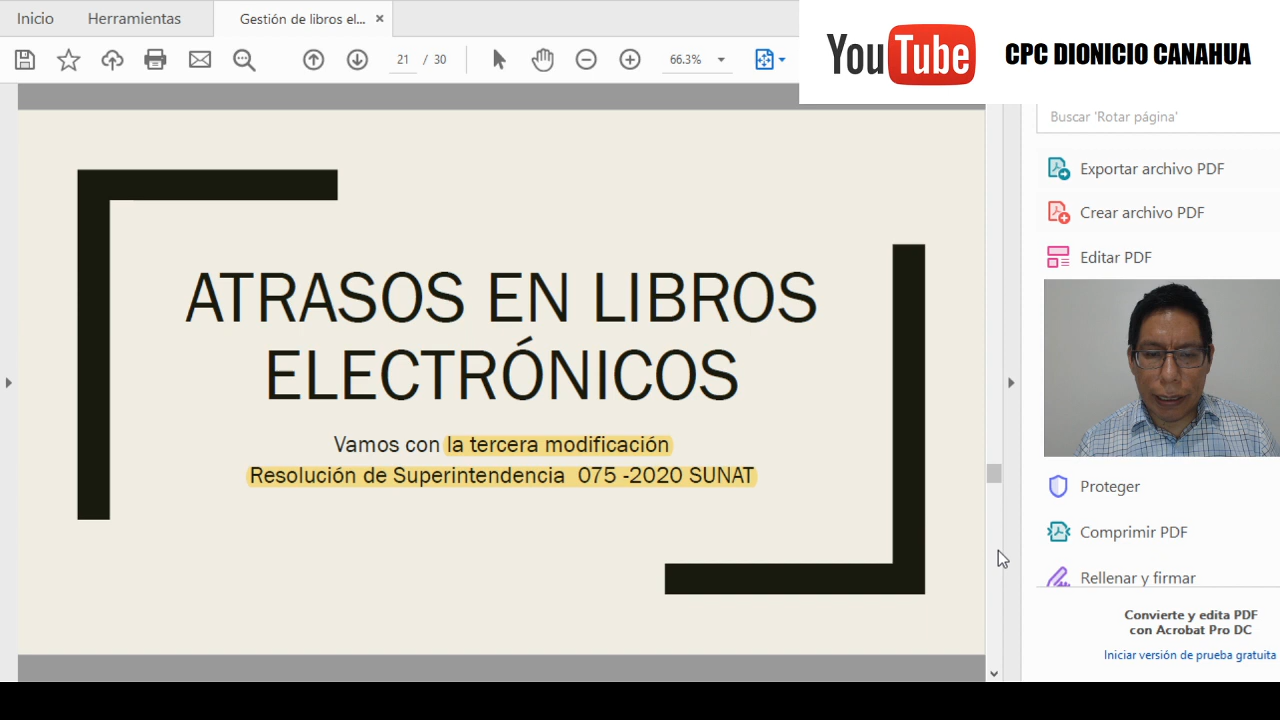 Inicio
Herramientas
Gestión de libros el...
×
YouTube
CPC DIONICIO CANAHUA
21 / 30
66.3%
Buscar 'Rotar página'
Exportar archivo PDF
Crear archivo PDF
Editar PDF
ATRASOS EN LIBROS
ELECTRÓNICOS
Vamos con la tercera modificación
Resolución de Superintendencia 075 -2020 SUNAT
Proteger
Comprimir PDF
Rellenar y firmar
Convierte y edita PDF
con Acrobat Pro DC
Iniciar versión de prueba gratuita